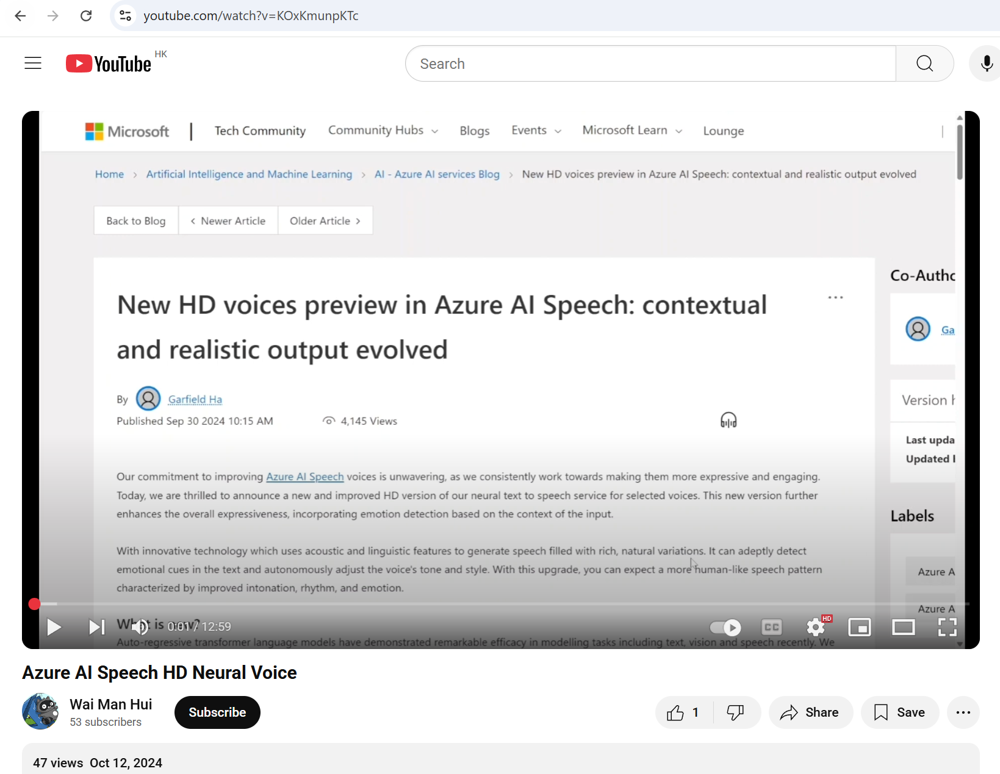 youtube.com/watch?v=KOxKmunpKTc
YouTube HK
Search
Microsoft | Tech Community Community Hubs Blogs Events Microsoft Learn Lounge |
Home > Artificial Intelligence and Machine Learning > AI - Azure AI services Blog > New HD voices preview in Azure AI Speech: contextual and realistic output evolved
Back to Blog < Newer Article Older Article >
New HD voices preview in Azure AI Speech: contextual
and realistic output evolved
...
By Garfield Ha
Published Sep 30 2024 10:15 AM 4,145 Views
Our commitment to improving Azure AI Speech voices is unwavering, as we consistently work towards making them more expressive and engaging.
Today, we are thrilled to announce a new and improved HD version of our neural text to speech service for selected voices. This new version further
enhances the overall expressiveness, incorporating emotion detection based on the context of the input.
With innovative technology which uses acoustic and linguistic features to generate speech filled with rich, natural variations. It can adeptly detect
emotional cues in the text and autonomously adjust the voice's tone and style. With this upgrade, you can expect a more human-like speech pattern
characterized by improved intonation, rhythm, and emotion.
What is new?
Auto-regressive transformer language models have demonstrated remarkable efficacy in modelling tasks including text, vision and speech recently. We
Co-Autho
Ga
Version h
Last upda
Updated
Labels
Azure A
Azure A
0:01 / 12:59
CC
HD
Azure AI Speech HD Neural Voice
Wai Man Hui
53 subscribers
Subscribe
1
Share
Save
...
47 views Oct 12, 2024